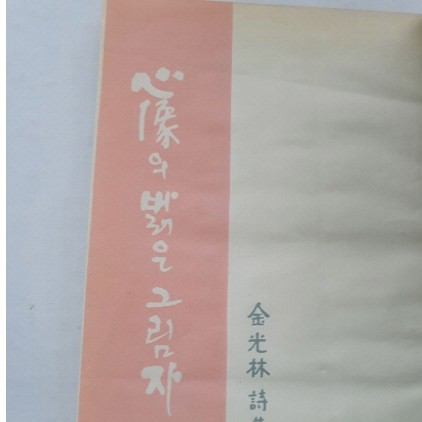 心像의 밝은 그림자
金光林 詩